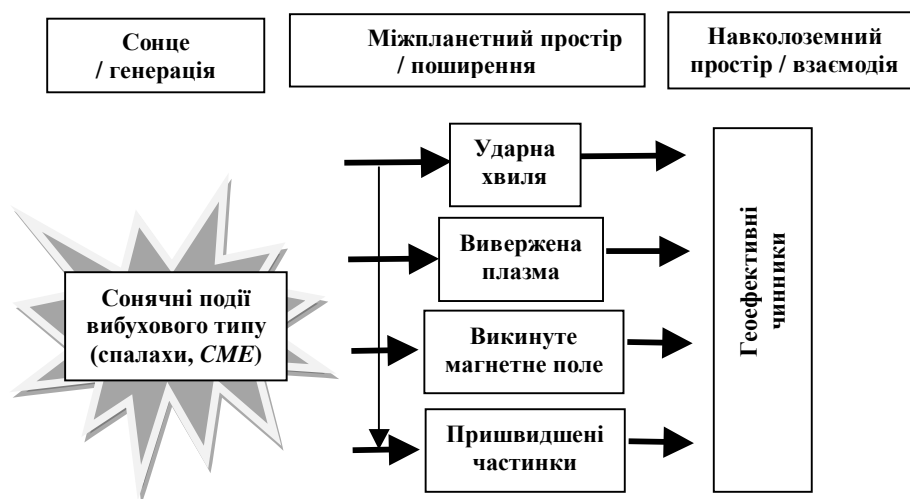 Сонце
/ генерація
Міжпланетний простір
/ поширення
Навколоземний
простір / взаємодія
Сонячні події
вибухового типу
(спалахи, CME)
Ударна
хвиля
Вивержена
плазма
Викинуте
магнетне поле
Пришвидшені
частинки
Геоефективні
чинники